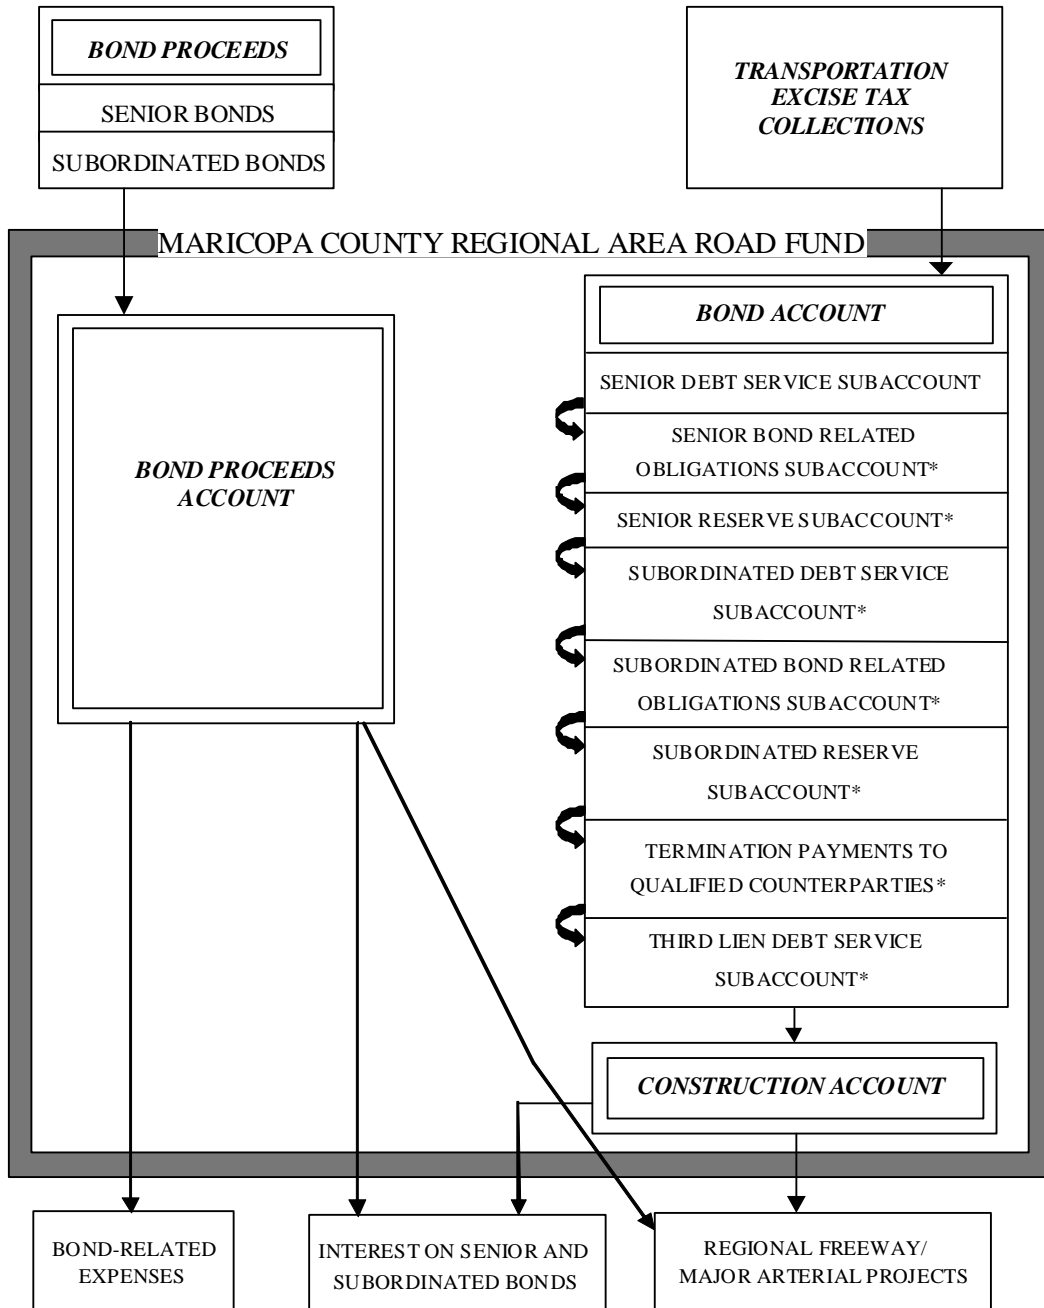 BOND PROCEEDS
SENIOR BONDS
SUBORDINATED BONDS
TRANSPORTATION
EXCISE TAX
COLLECTIONS
MARICOPA COUNTY REGIONAL AREA ROAD FUND
BOND PROCEEDS
ACCOUNT
BOND ACCOUNT
SENIOR DEBT SERVICE SUBACCOUNT
SENIOR BOND RELATED
OBLIGATIONS SUBACCOUNT*
SENIOR RESERVE SUBACCOUNT*
SUBORDINATED DEBT SERVICE
SUBACCOUNT*
SUBORDINATED BOND RELATED
OBLIGATIONS SUBACCOUNT*
SUBORDINATED RESERVE
SUBACCOUNT*
TERMINATION PAYMENTS TO
QUALIFIED COUNTERPARTIES*
THIRD LIEN DEBT SERVICE
SUBACCOUNT*
CONSTRUCTION ACCOUNT
BOND-RELATED
EXPENSES
INTEREST ON SENIOR AND
SUBORDINATED BONDS
REGIONAL FREEWAY/
MAJOR ARTERIAL PROJECTS